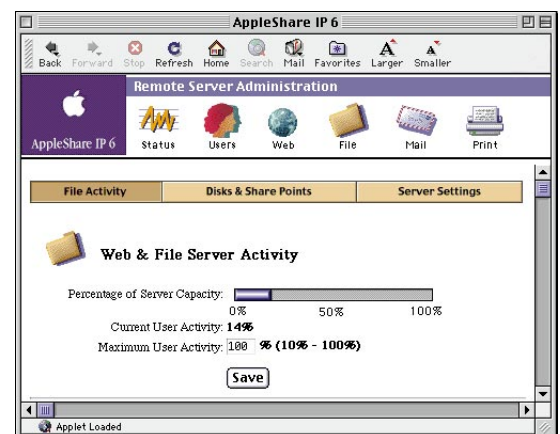 AppleShare IP 6
Back Forward Stop Refresh Home Search Mail Favorites Larger Smaller
Remote Server Administration
AppleShare IP 6
Status Users Web File Mail Print
File Activity Disks & Share Points Server Settings
Web & File Server Activity
Percentage of Server Capacity:
0% 50% 100%
Current User Activity: 14%
Maximum User Activity: 100 % (10% - 100%)
Save
Applet Loaded